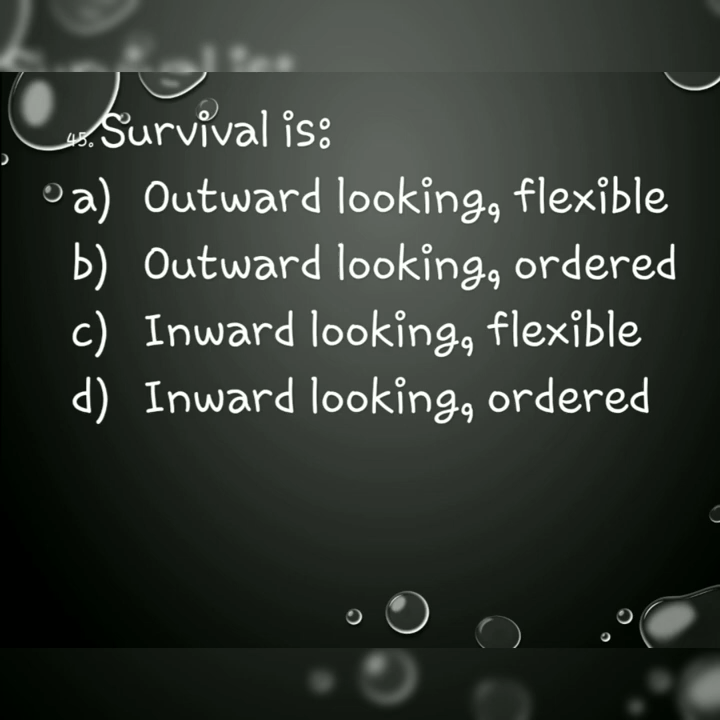 45. Survival is:
a) Outward looking, flexible
b) Outward looking, ordered
c) Inward looking, flexible
d) Inward looking, ordered